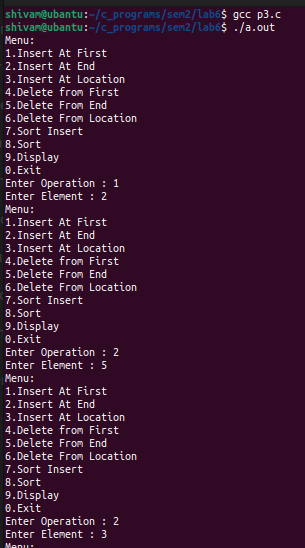 shivam@ubantu:~/c_programs/sem2/lab6$ gcc p3.c
shivam@ubantu:~/c_programs/sem2/lab6$ ./a.out
Menu:
1.Insert At First
2.Insert At End
3.Insert At Location
4.Delete from First
5.Delete From End
6.Delete From Location
7.Sort Insert
8.Sort
9.Display
0.Exit
Enter Operation : 1
Enter Element : 2
Menu:
1.Insert At First
2.Insert At End
3.Insert At Location
4.Delete from First
5.Delete From End
6.Delete From Location
7.Sort Insert
8.Sort
9.Display
0.Exit
Enter Operation : 2
Enter Element : 5
Menu:
1.Insert At First
2.Insert At End
3.Insert At Location
4.Delete from First
5.Delete From End
6.Delete From Location
7.Sort Insert
8.Sort
9.Display
0.Exit
Enter Operation : 2
Enter Element : 3
Menu: